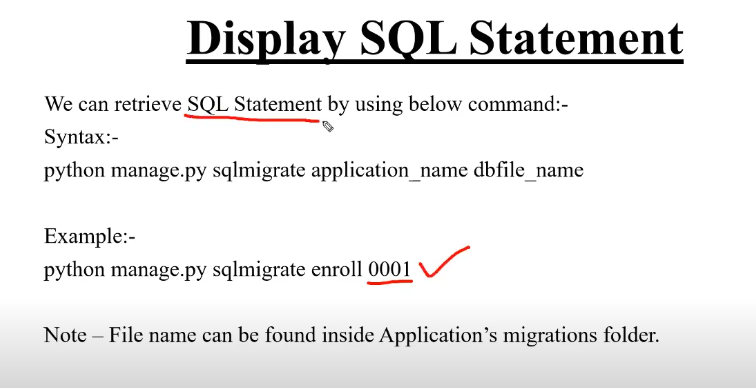 Display SQL Statement
We can retrieve SQL Statement by using below command:-
Syntax:-
python manage.py sqlmigrate application_name dbfile_name
Example:-
python manage.py sqlmigrate enroll 0001
Note – File name can be found inside Application’s migrations folder.